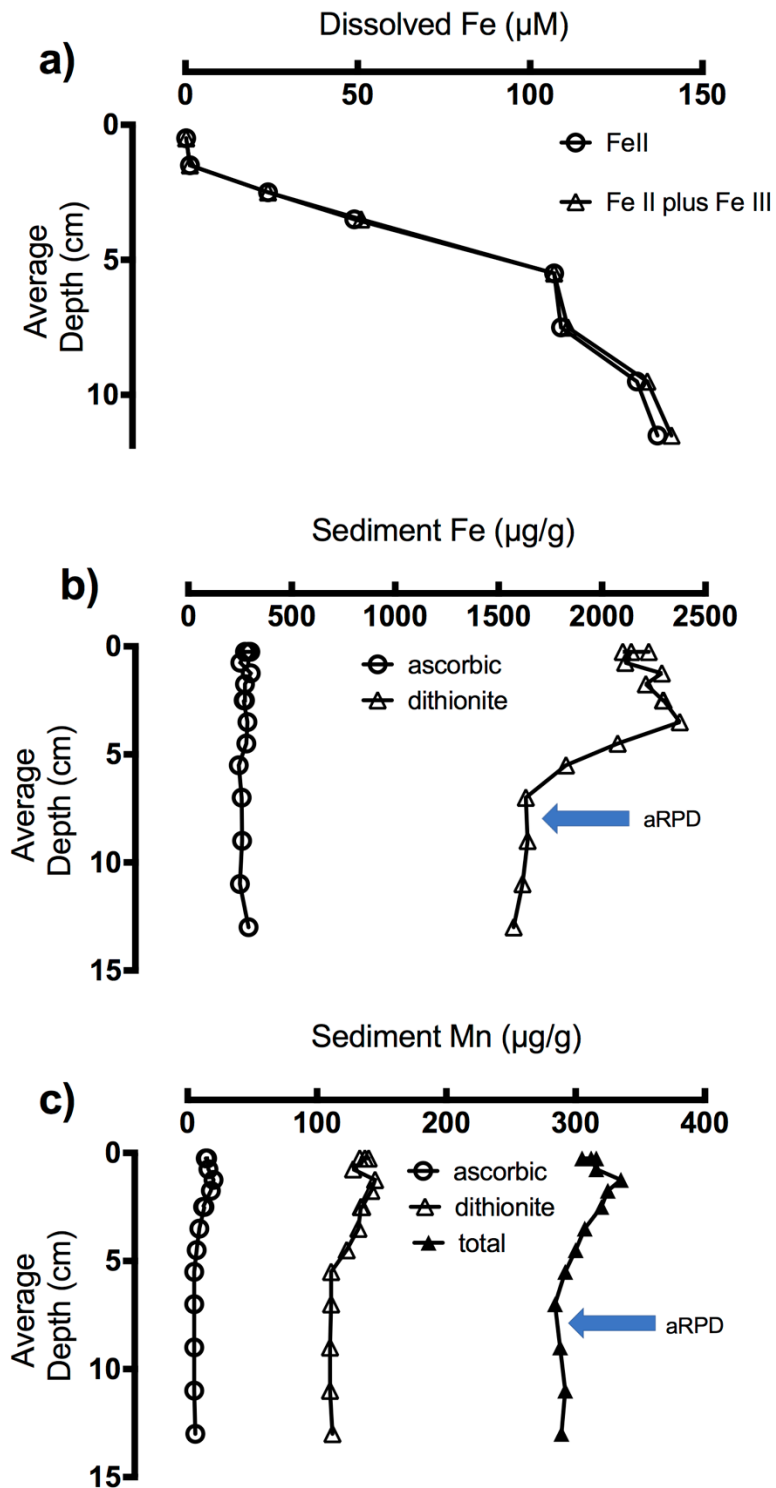 Dissolved Fe (µM)
a)
0 50 100 150
0
5
10
Average
Depth (cm)
FeII
Fe II plus Fe III
Sediment Fe (µg/g)
b)
0 500 1000 1500 2000 2500
0
5
10
15
Average
Depth (cm)
ascorbic
dithionite
aRPD
Sediment Mn (µg/g)
c)
0 100 200 300 400
0
5
10
15
Average
Depth (cm)
ascorbic
dithionite
total
aRPD